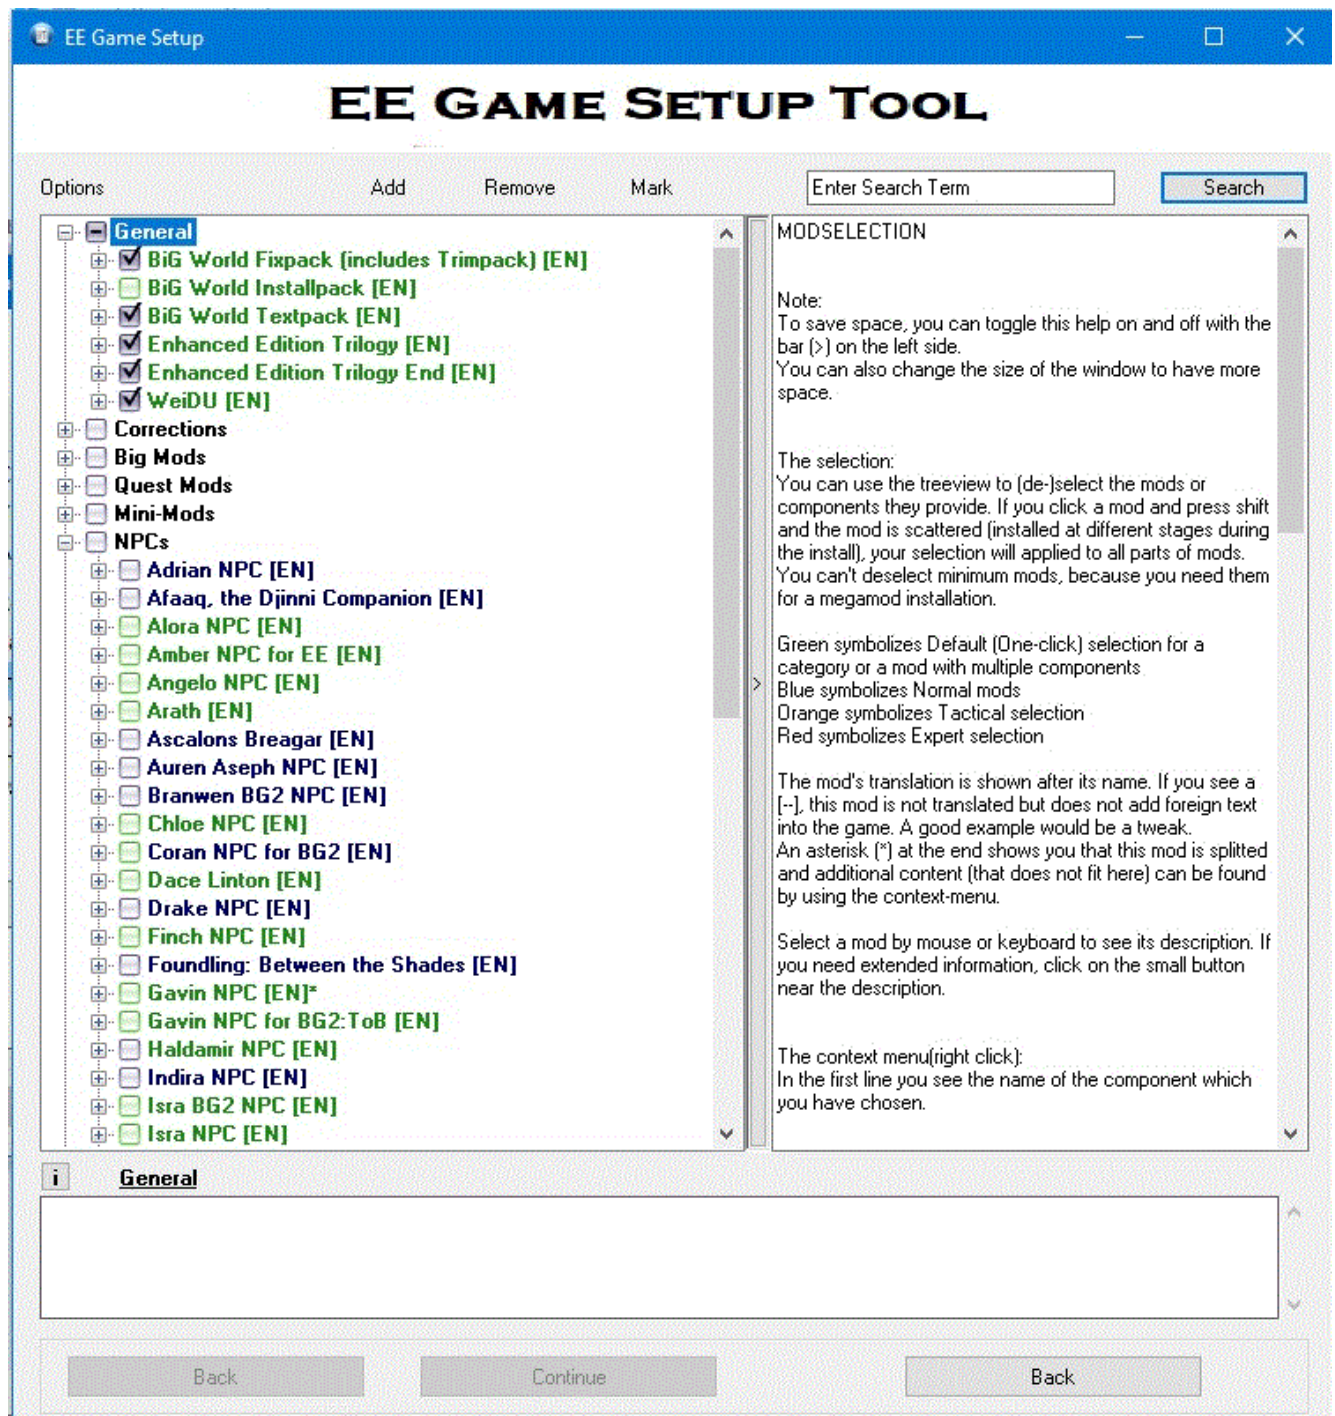 EE Game Setup
EE GAME SETUP TOOL
Options Add Remove Mark Enter Search Term Search
General
BiG World Fixpack (includes Trimpack) [EN]
BiG World Installpack [EN]
BiG World Textpack [EN]
Enhanced Edition Trilogy [EN]
Enhanced Edition Trilogy End [EN]
WeiDU [EN]
Corrections
Big Mods
Quest Mods
Mini-Mods
NPCs
Adrian NPC [EN]
Afaaq, the Djinni Companion [EN]
Alora NPC [EN]
Amber NPC for EE [EN]
Angelo NPC [EN]
Arath [EN]
Ascalons Breagar [EN]
Auren Aseph NPC [EN]
Branwen BG2 NPC [EN]
Chloe NPC [EN]
Coran NPC for BG2 [EN]
Dace Linton [EN]
Drake NPC [EN]
Finch NPC [EN]
Foundling: Between the Shades [EN]
Gavin NPC [EN]*
Gavin NPC for BG2:ToB [EN]
Haldamir NPC [EN]
Indira NPC [EN]
Isra BG2 NPC [EN]
Isra NPC [EN]
>
MODSELECTION
Note:
To save space, you can toggle this help on and off with the
bar (>) on the left side.
You can also change the size of the window to have more
space.
The selection:
You can use the treeview to (de-)select the mods or
components they provide. If you click a mod and press shift
and the mod is scattered (installed at different stages during
the install), your selection will applied to all parts of mods.
You can't deselect minimum mods, because you need them
for a megamod installation.
Green symbolizes Default (One-click) selection for a
category or a mod with multiple components
Blue symbolizes Normal mods
Orange symbolizes Tactical selection
Red symbolizes Expert selection
The mod's translation is shown after its name. If you see a
[--], this mod is not translated but does not add foreign text
into the game. A good example would be a tweak.
An asterisk (*) at the end shows you that this mod is splitted
and additional content (that does not fit here) can be found
by using the context-menu.
Select a mod by mouse or keyboard to see its description. If
you need extended information, click on the small button
near the description.
The context menu(right click):
In the first line you see the name of the component which
you have chosen.
i General
Back Continue Back